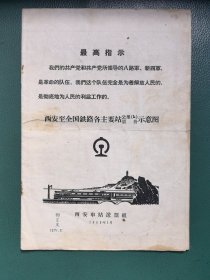 最高指示
我们的共产党和共产党所领导的八路军、新四军，
是革命的队伍。我们这个队伍完全是为着解放人民的，
是彻底地为人民的利益工作的。
西安至全国铁路各主要站示意图
西安车站